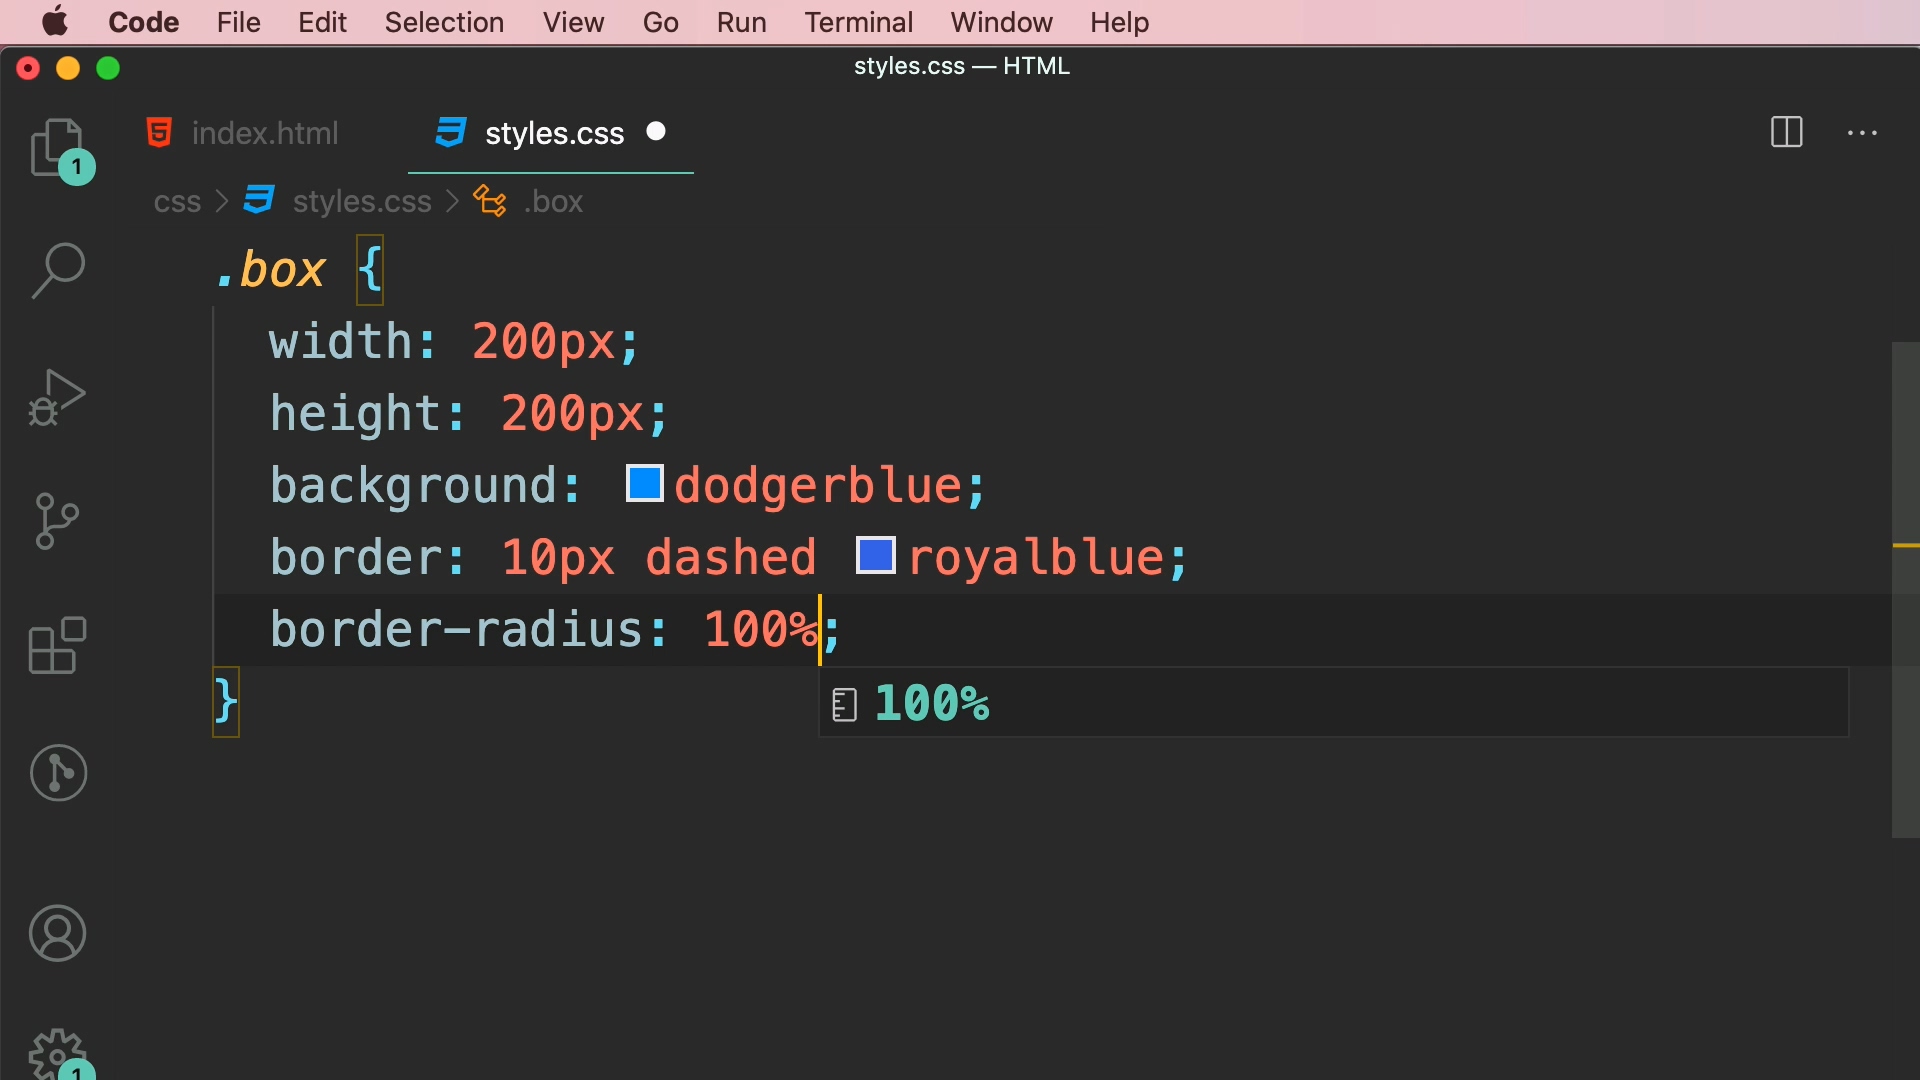 Code File Edit Selection View Go Run Terminal Window Help
styles.css — HTML
index.html styles.css
1
css > styles.css > .box
.box {
width: 200px;
height: 200px;
background: dodgerblue;
border: 10px dashed royalblue;
border-radius: 100%;
}
100%
1